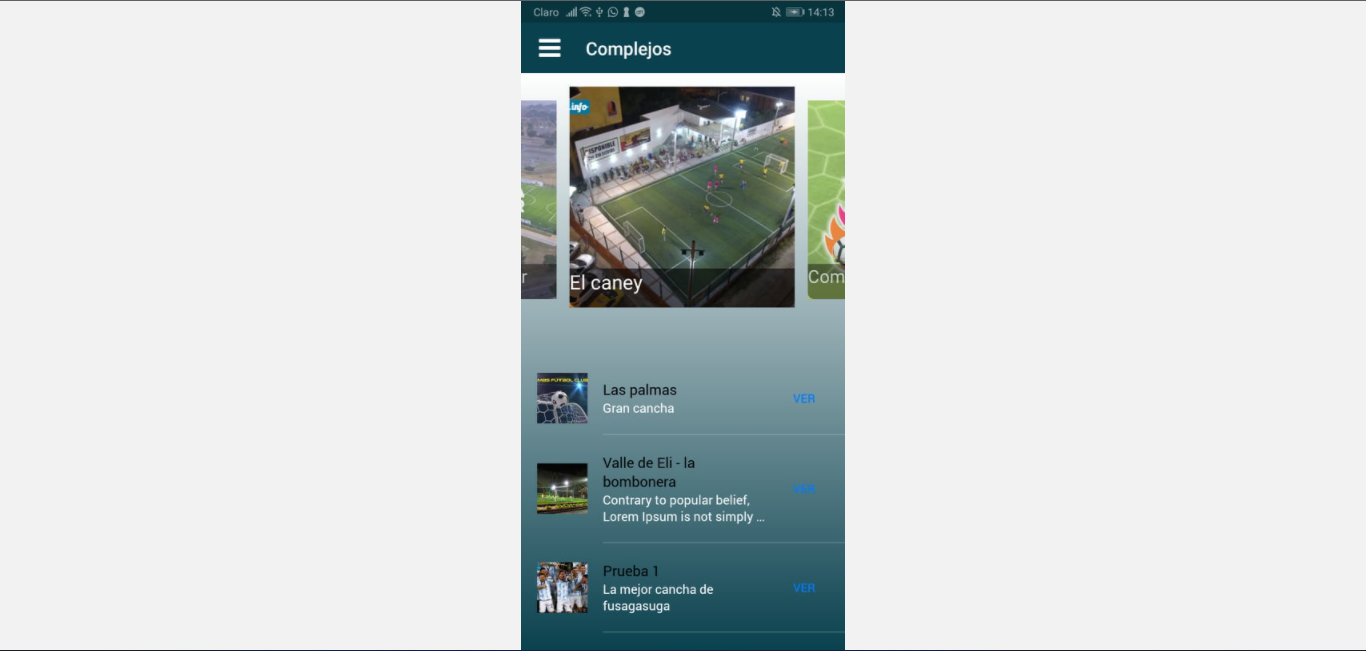 Claro
14:13
Complejos
.info
DISPONIBLE
r
El caney
Com
Las palmas
Gran cancha
VER
Valle de Eli - la
bombonera
Contrary to popular belief,
Lorem Ipsum is not simply ...
VER
Prueba 1
La mejor cancha de
fusagasuga
VER